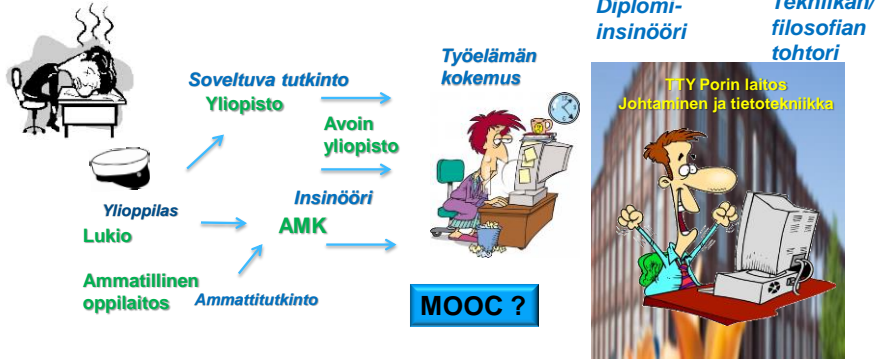 Diplomi-
insinööri
Tekniikan/
filosofian
tohtori
Työelämän
kokemus
TTY Porin laitos
Johtaminen ja tietotekniikka
Soveltuva tutkinto
Yliopisto
Avoin
yliopisto
Ylioppilas
Lukio
Insinööri
AMK
Ammatillinen
oppilaitos
Ammattitutkinto
MOOC ?